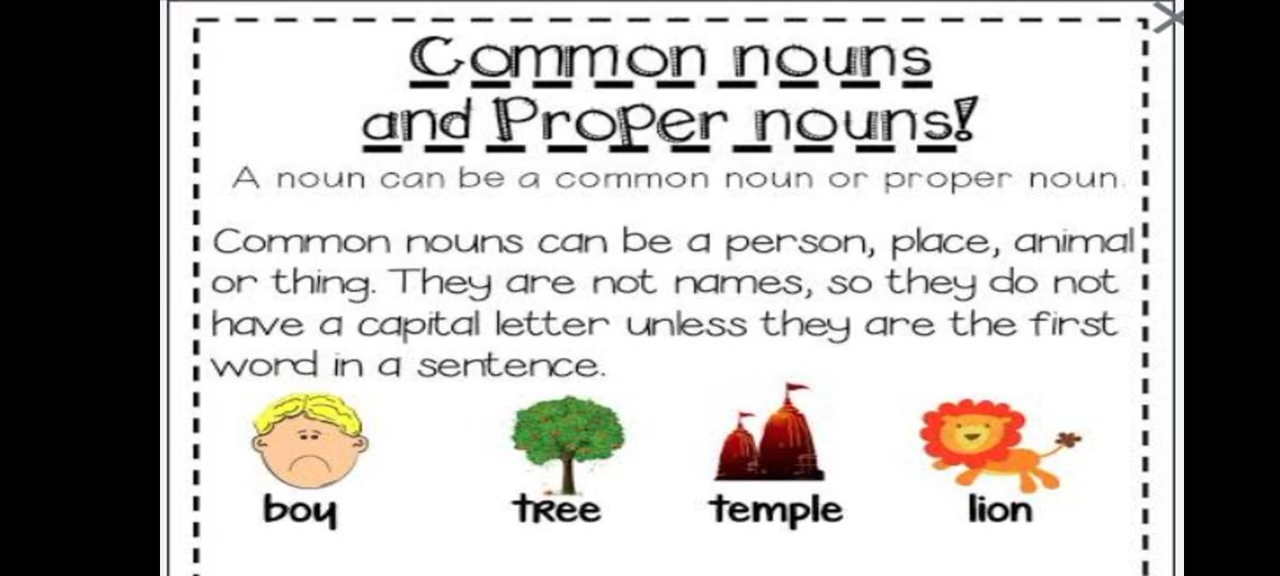 Common nouns
and Proper nouns!
A noun can be a common noun or proper noun.
Common nouns can be a person, place, animal
or thing. They are not names, so they do not
have a capital letter unless they are the first
word in a sentence.
boy tree temple lion